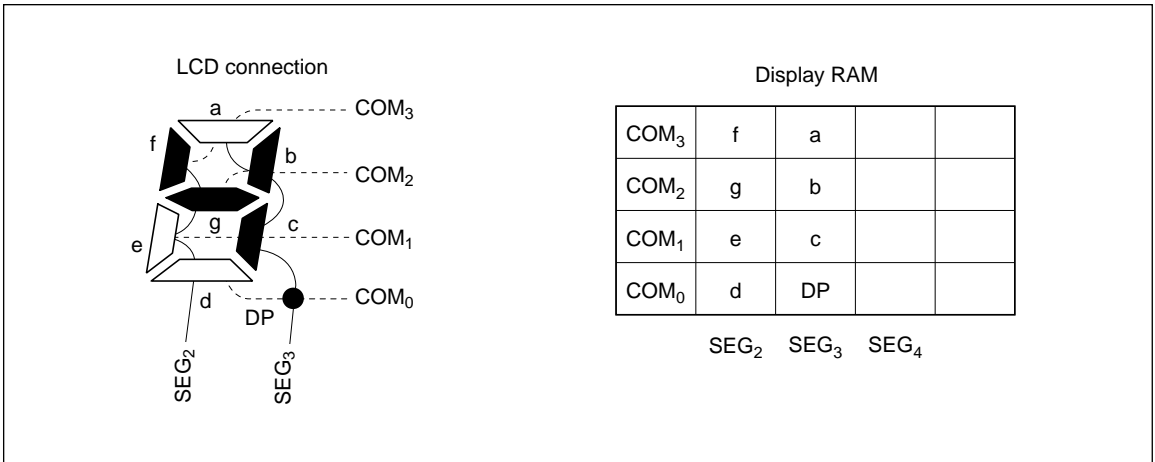 LCD connection
a
COM3
f
b
COM2
g
c
e
COM1
d
DP
COM0
SEG2
SEG3
Display RAM
COM3 f a
COM2 g b
COM1 e c
COM0 d DP
SEG2 SEG3 SEG4